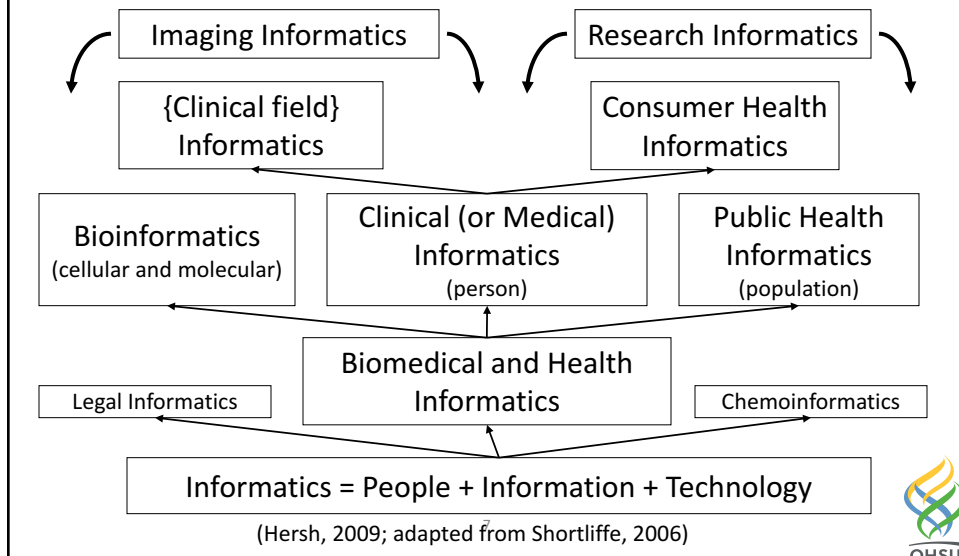 Imaging Informatics
Research Informatics
{Clinical field}
Informatics
Consumer Health
Informatics
Bioinformatics
(cellular and molecular)
Clinical (or Medical)
Informatics
(person)
Public Health
Informatics
(population)
Biomedical and Health
Informatics
Legal Informatics
Chemoinformatics
Informatics = People + Information + Technology
7
(Hersh, 2009; adapted from Shortliffe, 2006)
OHSU